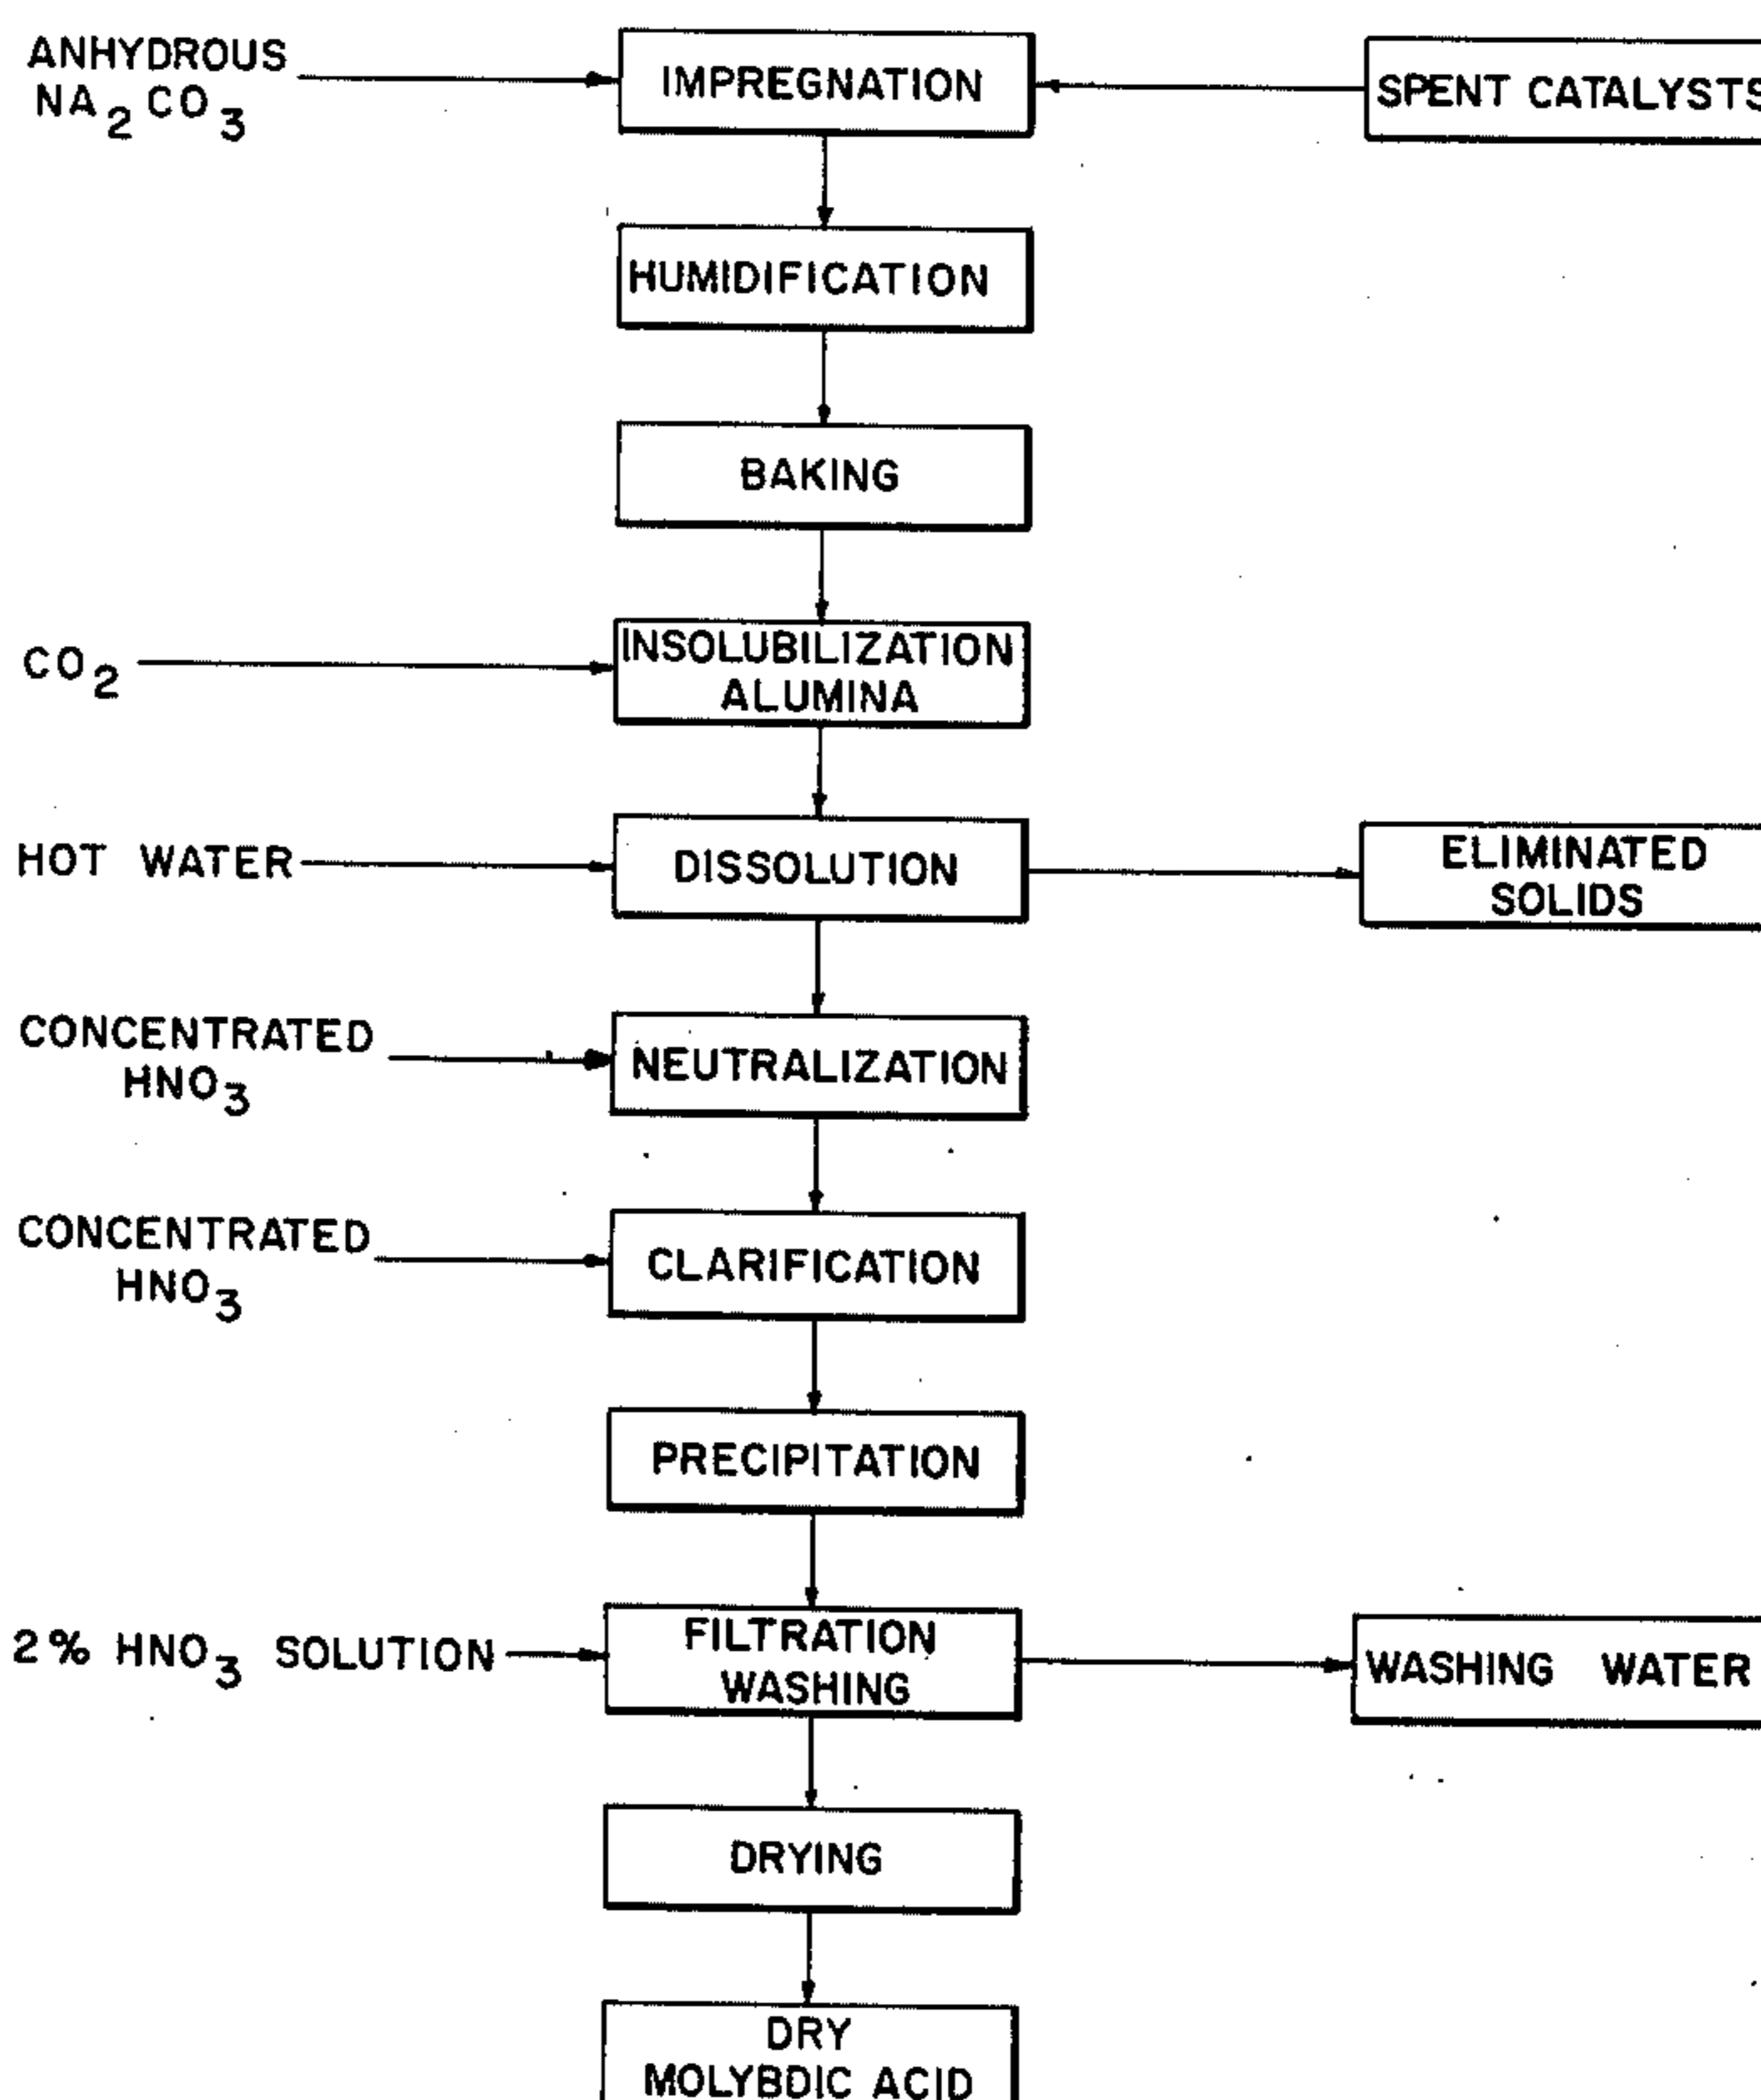 ANHYDROUS
NA2CO3
IMPREGNATION
SPENT CATALYSTS
HUMIDIFICATION
BAKING
CO2
INSOLUBILIZATION
ALUMINA
HOT WATER
DISSOLUTION
ELIMINATED
SOLIDS
CONCENTRATED
HNO3
NEUTRALIZATION
CONCENTRATED
HNO3
CLARIFICATION
PRECIPITATION
2% HNO3 SOLUTION
FILTRATION
WASHING
WASHING WATER
DRYING
DRY
MOLYBDIC ACID